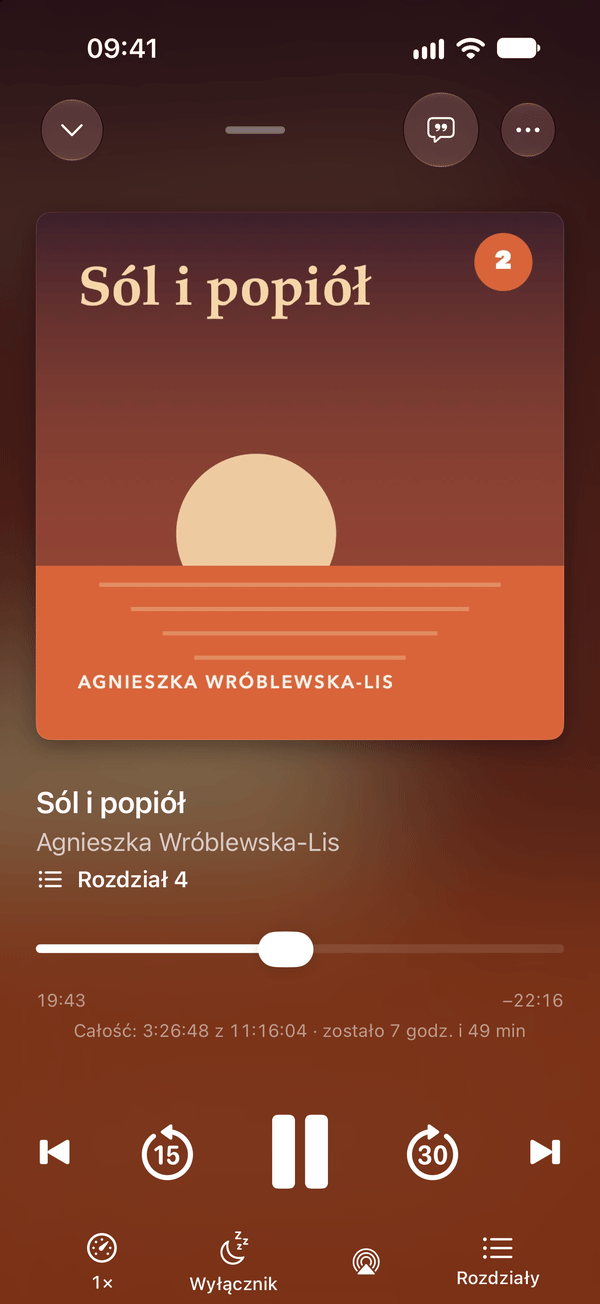 09:41
Sól i popiół
2
AGNIESZKA WRÓBLEWSKA-LIS
Sól i popiół
Agnieszka Wróblewska-Lis
Rozdział 4
19:43
–22:16
Całość: 3:26:48 z 11:16:04 · zostało 7 godz. i 49 min
15
30
1×
Wyłącznik
Rozdziały